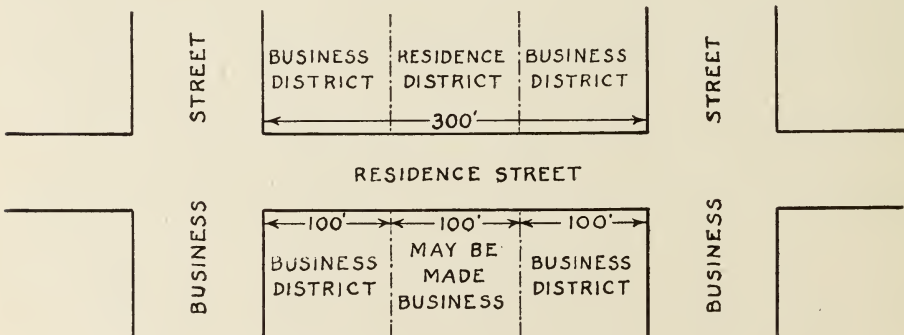 STREET
BUSINESS
DISTRICT
RESIDENCE
DISTRICT
BUSINESS
DISTRICT
STREET
300'
RESIDENCE STREET
BUSINESS
100'
100'
100'
BUSINESS
DISTRICT
MAY BE
MADE
BUSINESS
BUSINESS
DISTRICT
BUSINESS